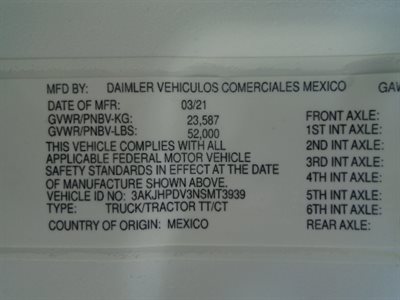 MFD BY: DAIMLER VEHICULOS COMERCIALES MEXICO GAW
DATE OF MFR: 03/21
GVWR/PNBV-KG: 23,587
GVWR/PNBV-LBS: 52,000
THIS VEHICLE COMPLIES WITH ALL
APPLICABLE FEDERAL MOTOR VEHICLE
SAFETY STANDARDS IN EFFECT AT THE DATE
OF MANUFACTURE SHOWN ABOVE.
VEHICLE ID NO: 3AKJHPDV3NSMT3939
TYPE: TRUCK/TRACTOR TT/CT
COUNTRY OF ORIGIN: MEXICO
FRONT AXLE:
1ST INT AXLE:
2ND INT AXLE:
3RD INT AXLE:
4TH INT AXLE:
5TH INT AXLE:
6TH INT AXLE:
REAR AXLE: